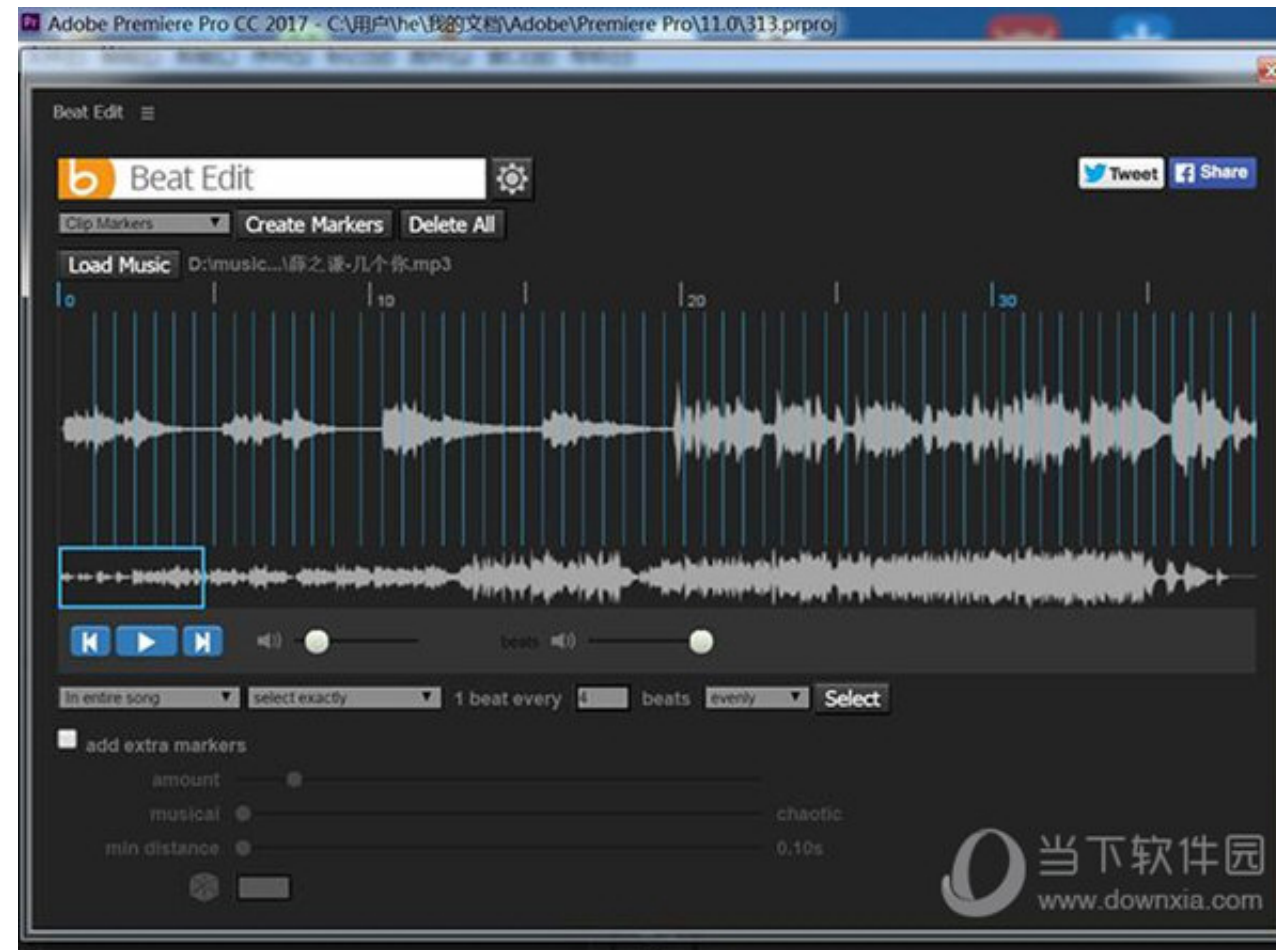 Adobe Premiere Pro CC 2017 - C:\用户\he\我的文档\Adobe\Premiere Pro\11.0\313.prproj
Beat Edit
b Beat Edit
Tweet Share
Clip Markers Create Markers Delete All
Load Music D:\music...\薛之谦-几个你.mp3
0 10 20 30
beats
In entire song select exactly 1 beat every 4 beats evenly Select
add extra markers
amount
musical chaotic
min distance 0.10s
当下软件园
www.downxia.com